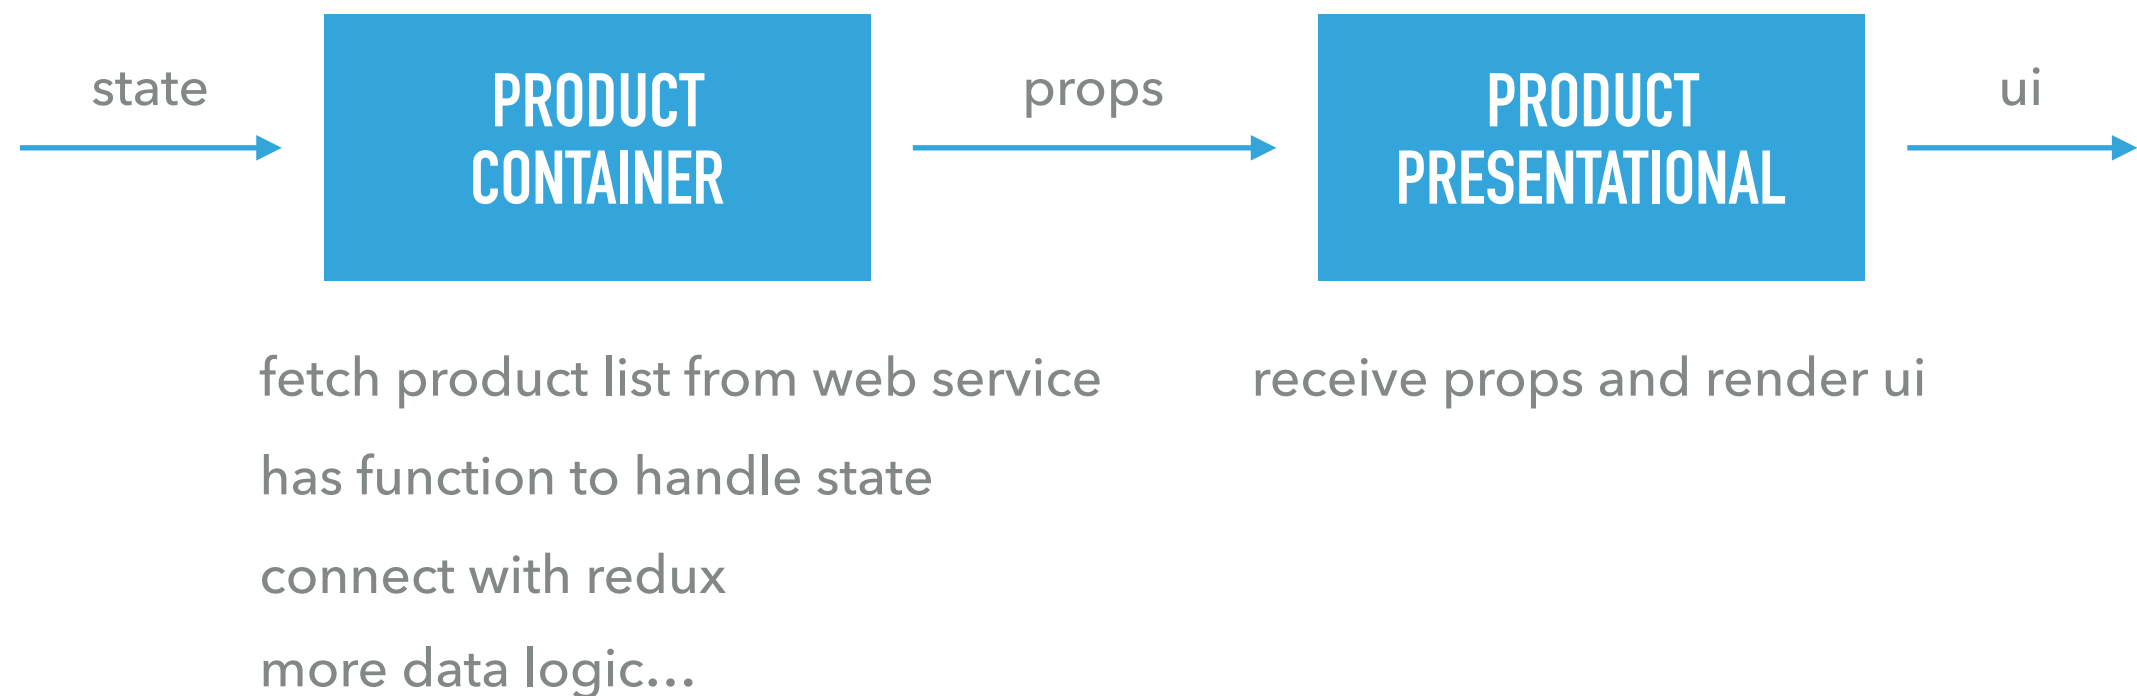 state
PRODUCT
CONTAINER
props
PRODUCT
PRESENTATIONAL
ui
fetch product list from web service
has function to handle state
connect with redux
more data logic...
receive props and render ui